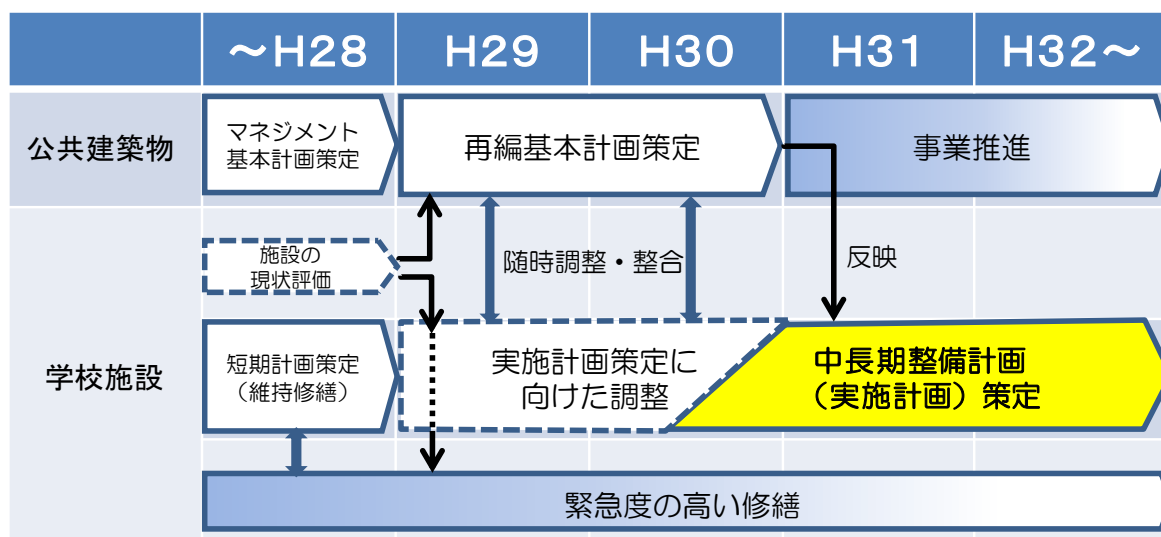 ～H28
H29
H30
H31
H32～
公共建築物
マネジメント
基本計画策定
再編基本計画策定
事業推進
施設の
現状評価
随時調整・整合
反映
学校施設
短期計画策定
（維持修繕）
実施計画策定に
向けた調整
中長期整備計画
（実施計画）策定
緊急度の高い修繕